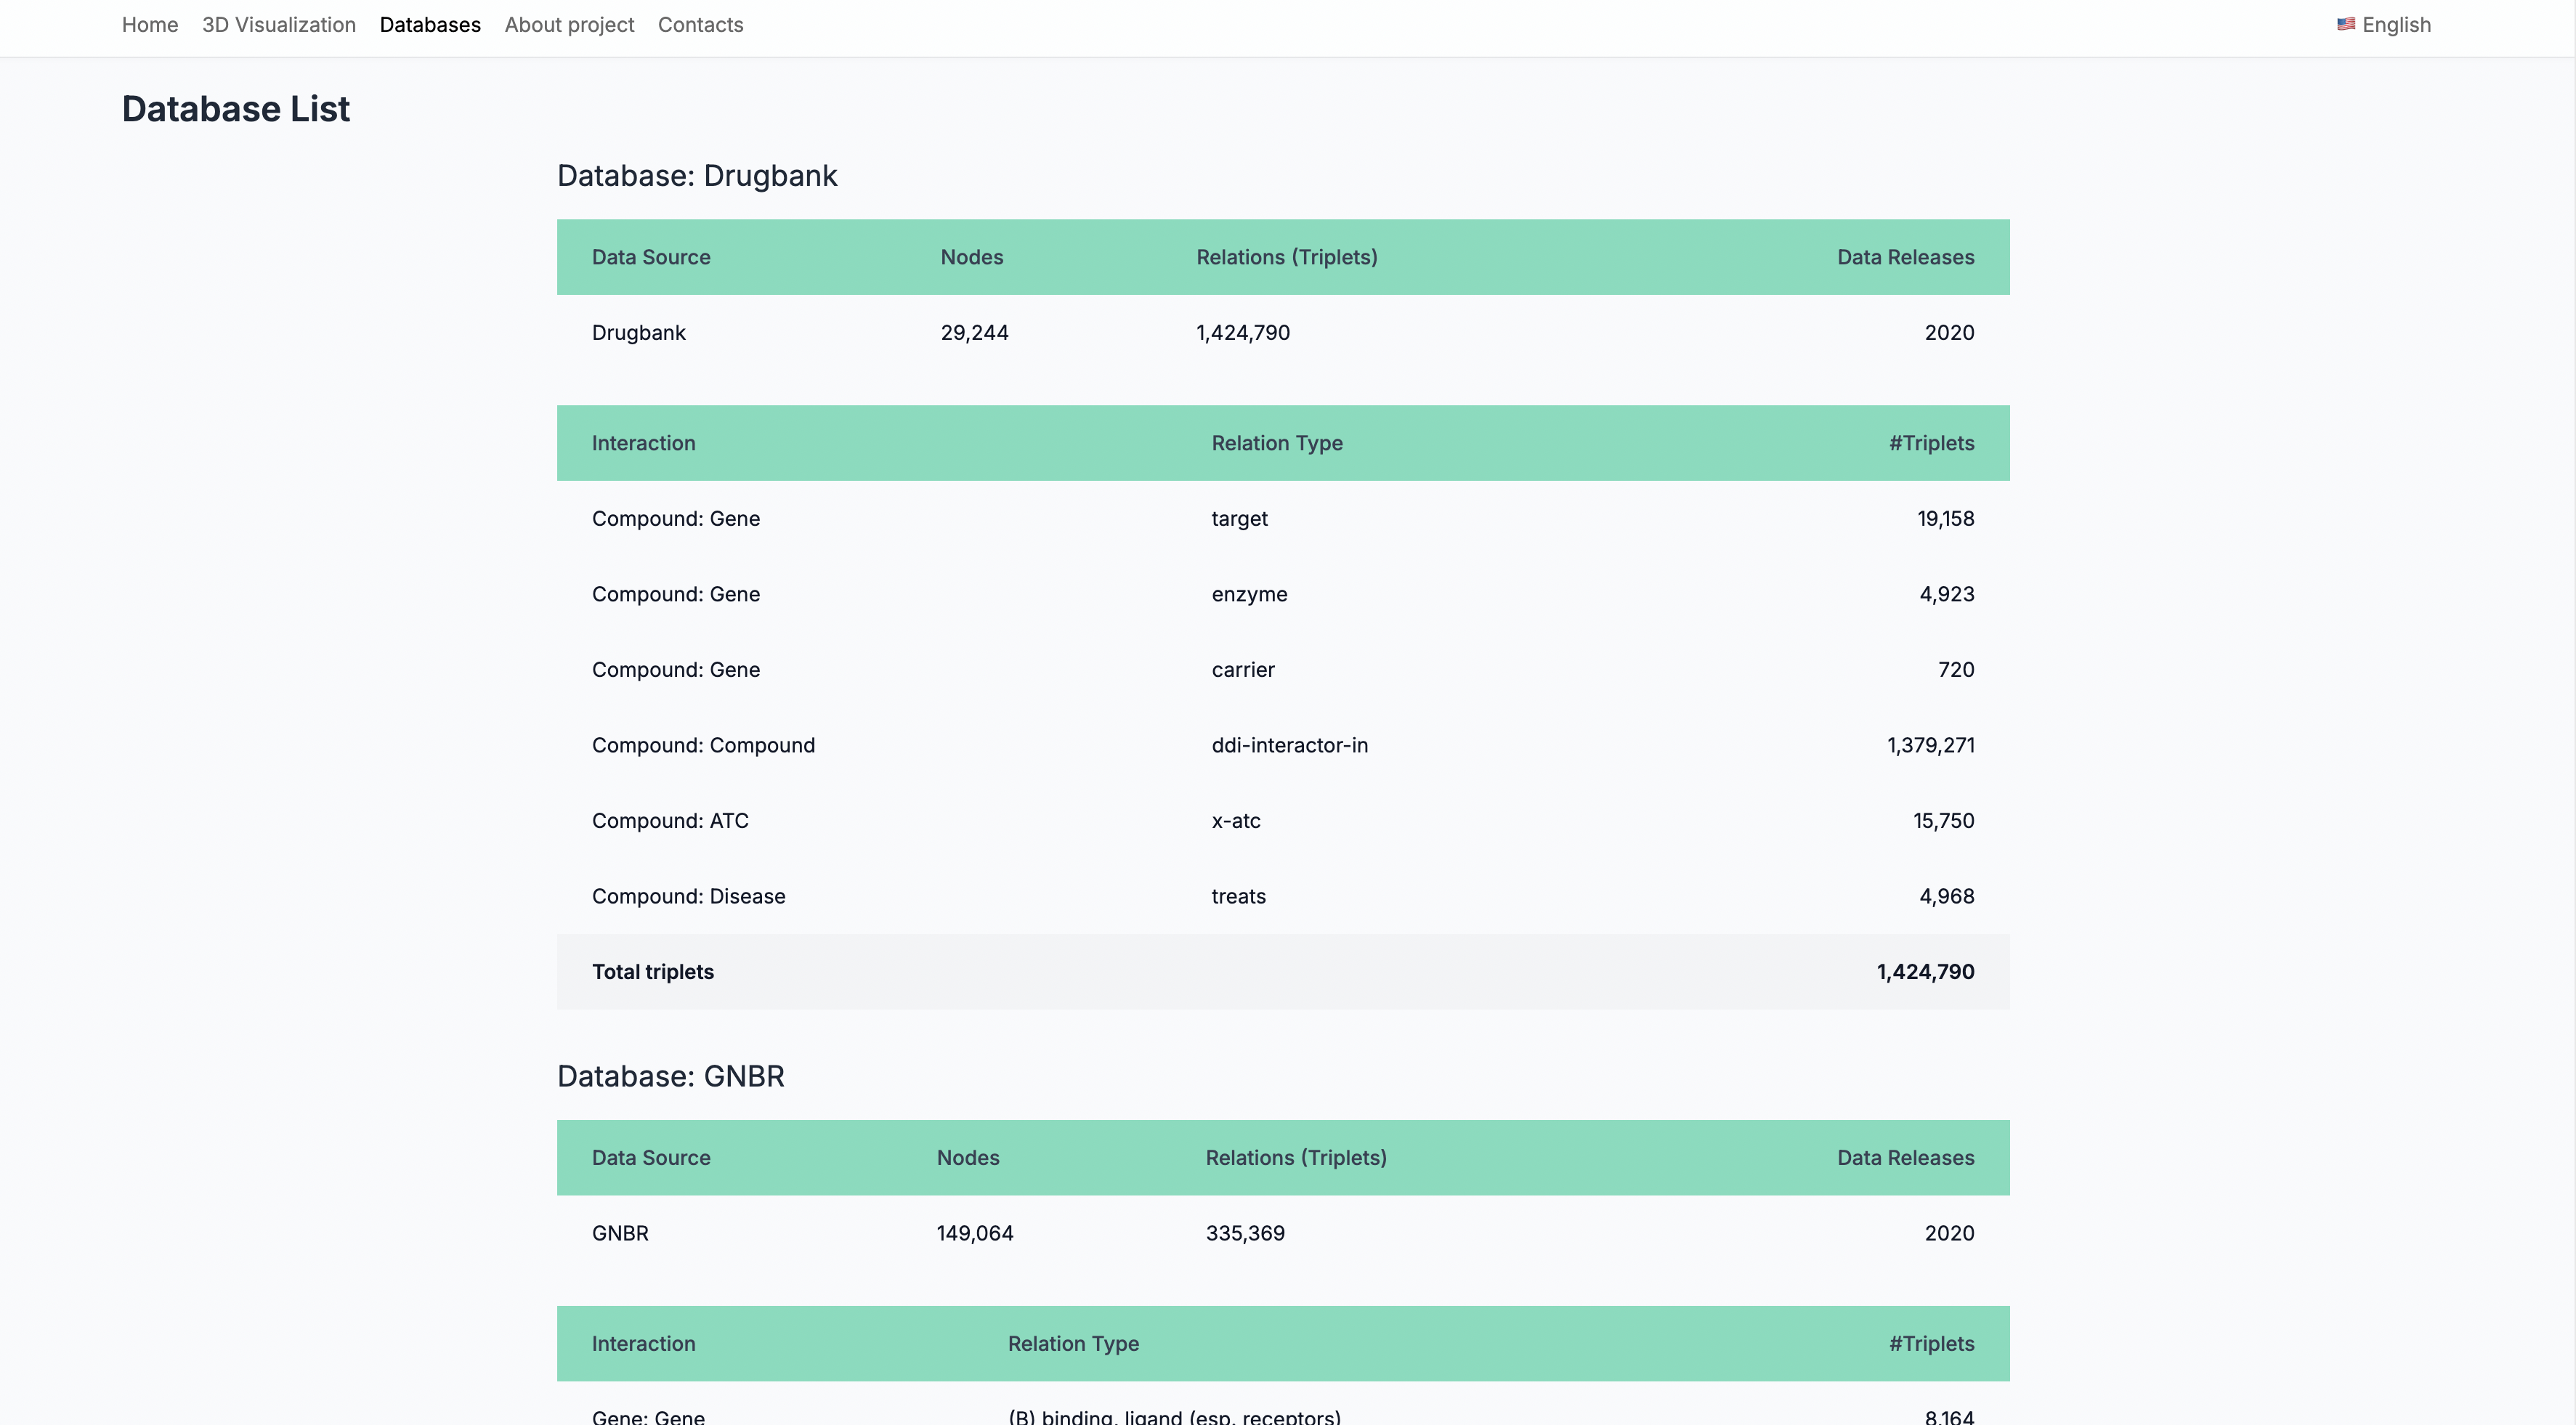 Home 3D Visualization Databases About project Contacts 🇺🇸 English
Database List
Database: Drugbank
Data Source Nodes Relations (Triplets) Data Releases
Drugbank 29,244 1,424,790 2020
Interaction Relation Type #Triplets
Compound: Gene target 19,158
Compound: Gene enzyme 4,923
Compound: Gene carrier 720
Compound: Compound ddi-interactor-in 1,379,271
Compound: ATC x-atc 15,750
Compound: Disease treats 4,968
Total triplets 1,424,790
Database: GNBR
Data Source Nodes Relations (Triplets) Data Releases
GNBR 149,064 335,369 2020
Interaction Relation Type #Triplets
Gene: Gene (B) binding, ligand (esp. receptors) 8,164